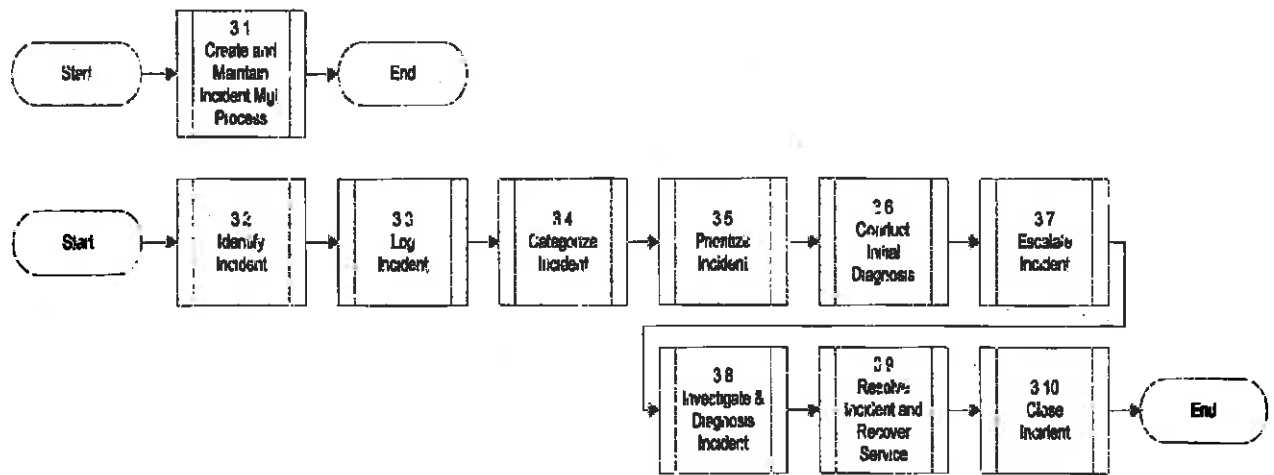 Start
3.1
Create and
Maintain
Incident Mgt
Process
End
Start
3.2
Identify
Incident
3.3
Log
Incident
3.4
Categorize
Incident
3.5
Prioritize
Incident
3.6
Conduct
Initial
Diagnosis
3.7
Escalate
Incident
3.8
Investigate &
Diagnosis
Incident
3.9
Resolve
Incident and
Recover
Service
3.10
Close
Incident
End